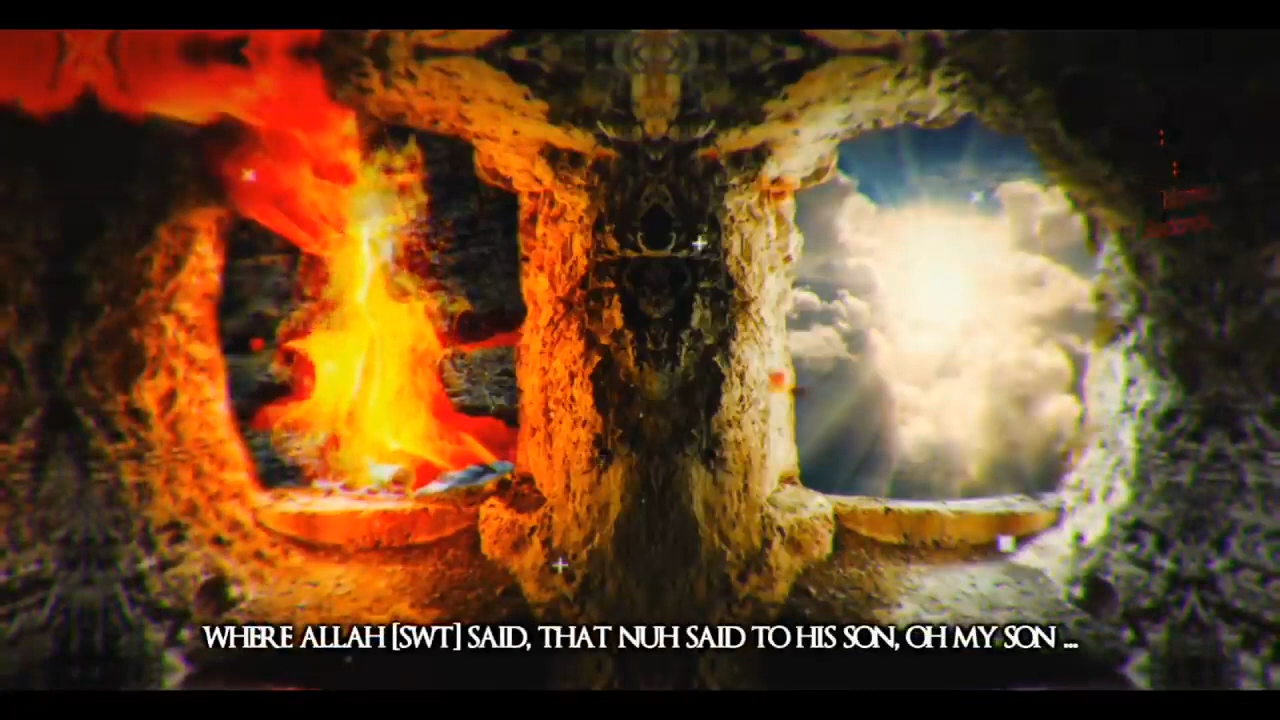 WHERE ALLAH [SWT] SAID, THAT NUH SAID TO HIS SON, OH MY SON ...